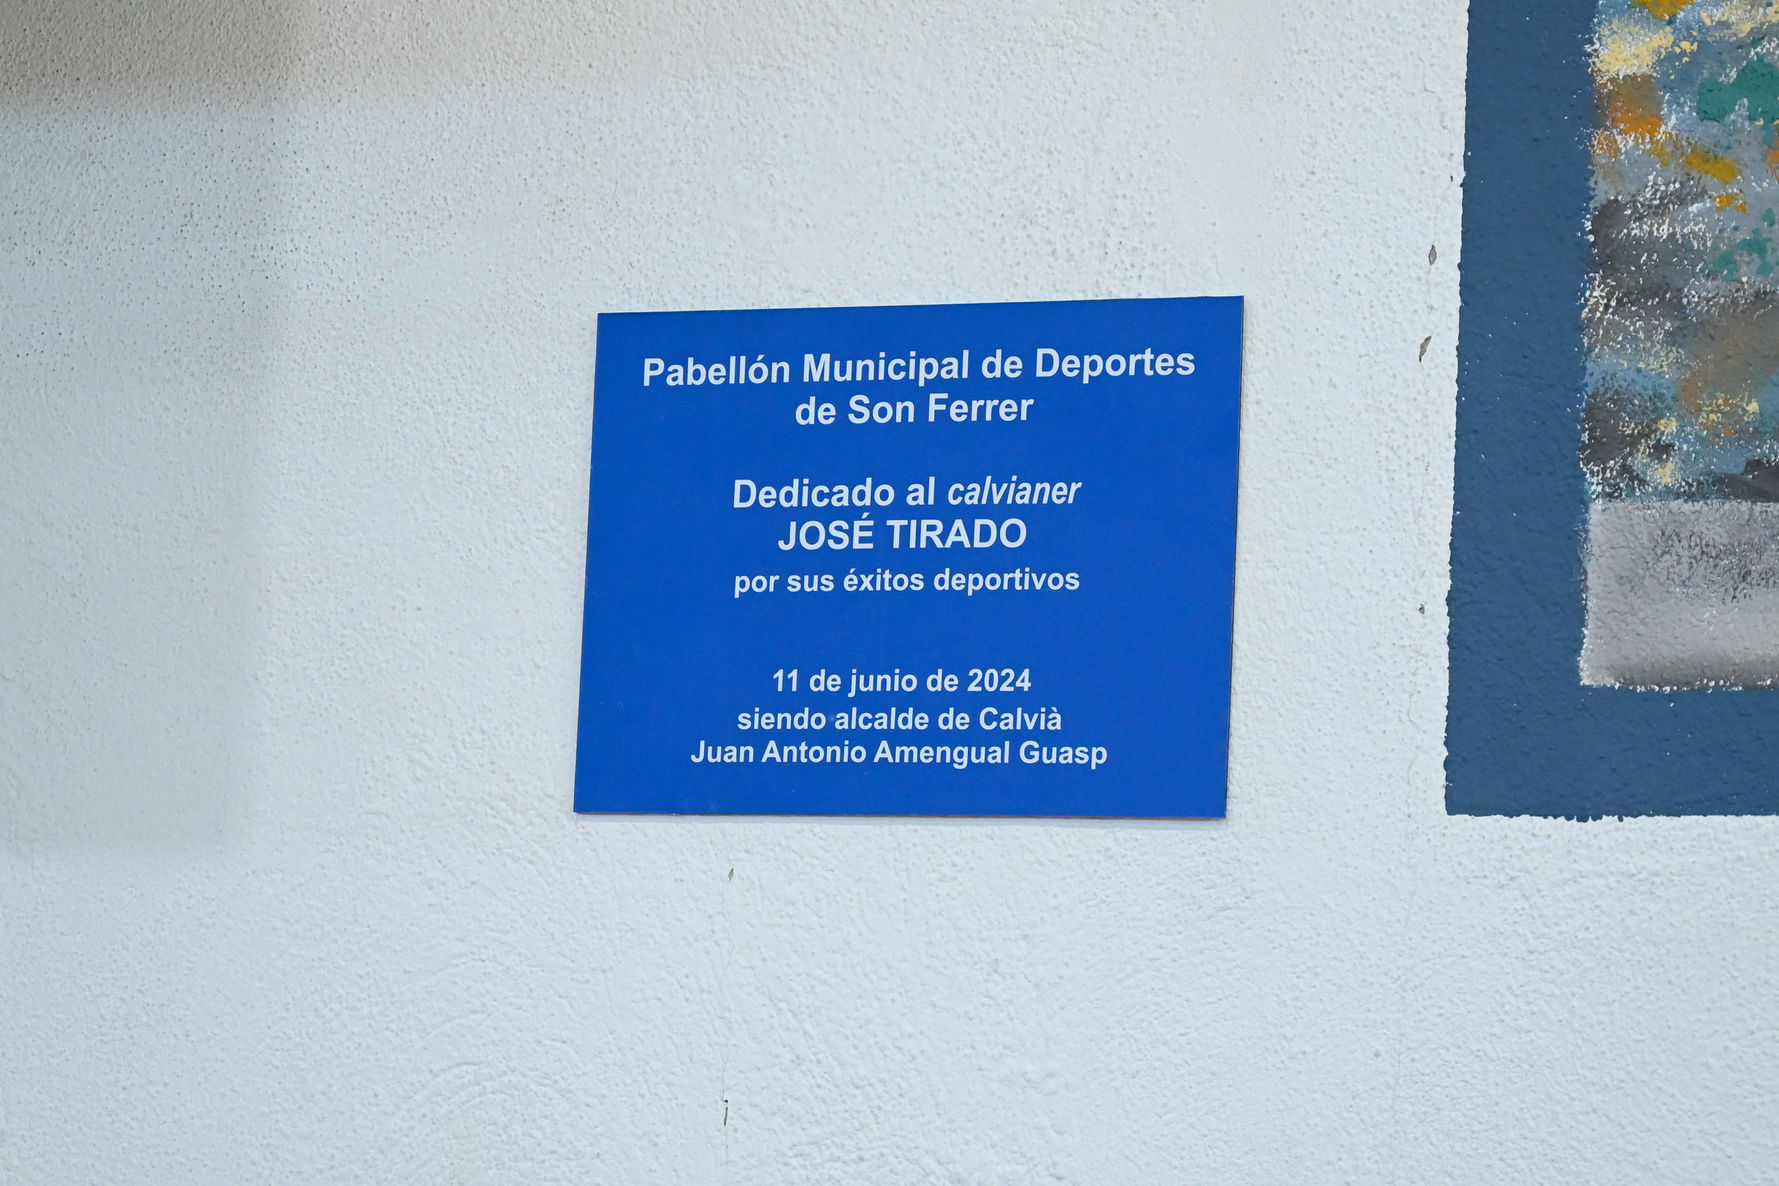 Pabellón Municipal de Deportes
de Son Ferrer
Dedicado al calvianer
JOSÉ TIRADO
por sus éxitos deportivos
11 de junio de 2024
siendo alcalde de Calvià
Juan Antonio Amengual Guasp